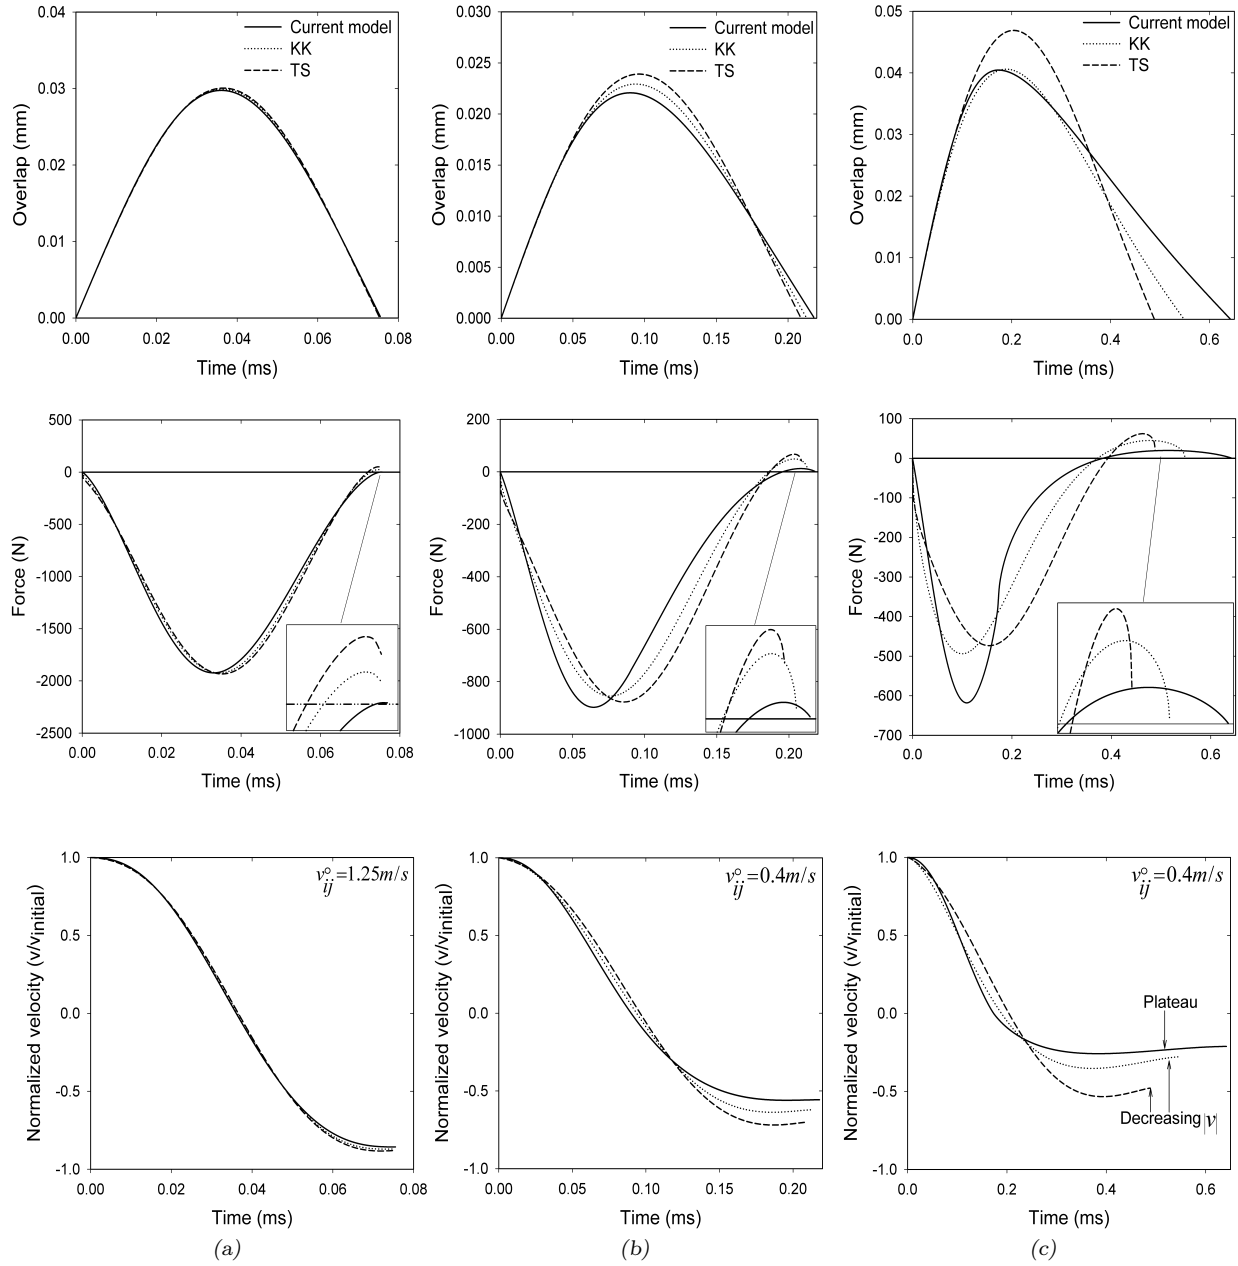 0.04
0.03
0.02
0.01
0.00
Overlap (mm)
Current model
KK
TS
0.00 0.02 0.04 0.06 0.08
Time (ms)
0.030
0.025
0.020
0.015
0.010
0.005
0.000
Overlap (mm)
Current model
KK
TS
0.00 0.05 0.10 0.15 0.20
Time (ms)
0.05
0.04
0.03
0.02
0.01
0.00
Overlap (mm)
Current model
KK
TS
0.0 0.2 0.4 0.6
Time (ms)
500
0
-500
-1000
-1500
-2000
-2500
Force (N)
0.00 0.02 0.04 0.06 0.08
Time (ms)
200
0
-200
-400
-600
-800
-1000
Force (N)
0.00 0.05 0.10 0.15 0.20
Time (ms)
100
0
-100
-200
-300
-400
-500
-600
-700
Force (N)
0.0 0.2 0.4 0.6
Time (ms)
1.0
0.5
0.0
-0.5
-1.0
Normalized velocity (v/vinitial)
v°ij=1.25m/s
0.00 0.02 0.04 0.06 0.08
Time (ms)
(a)
1.0
0.5
0.0
-0.5
-1.0
Normalized velocity (v/vinitial)
v°ij=0.4m/s
0.00 0.05 0.10 0.15 0.20
Time (ms)
(b)
1.0
0.5
0.0
-0.5
-1.0
Normalized velocity (v/vinitial)
v°ij=0.4m/s
Plateau
Decreasing |v|
0.0 0.2 0.4 0.6
Time (ms)
(c)